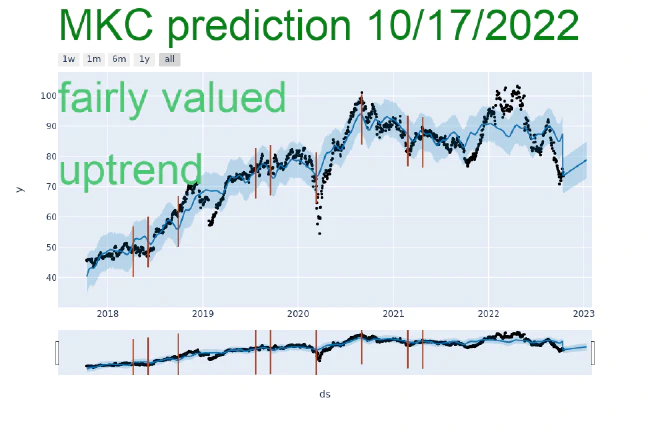 MKC prediction 10/17/2022
1w 1m 6m 1y all
fairly valued
uptrend
100
90
80
70
60
50
40
y
2018 2019 2020 2021 2022 2023
ds